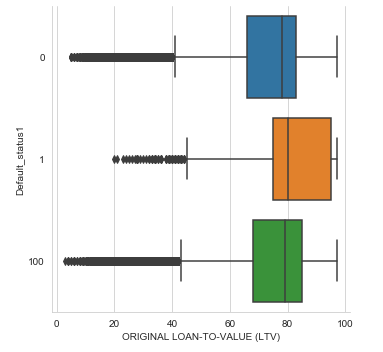 0
1
100
Default_status1
0 20 40 60 80 100
ORIGINAL LOAN-TO-VALUE (LTV)